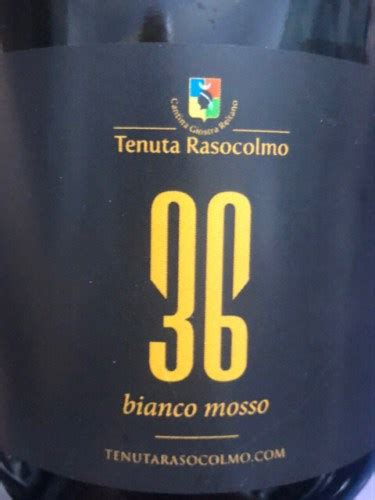 Cantina Giostra Reitano
Tenuta Rasocolmo
36
bianco mosso
TENUTARASOCOLMO.COM